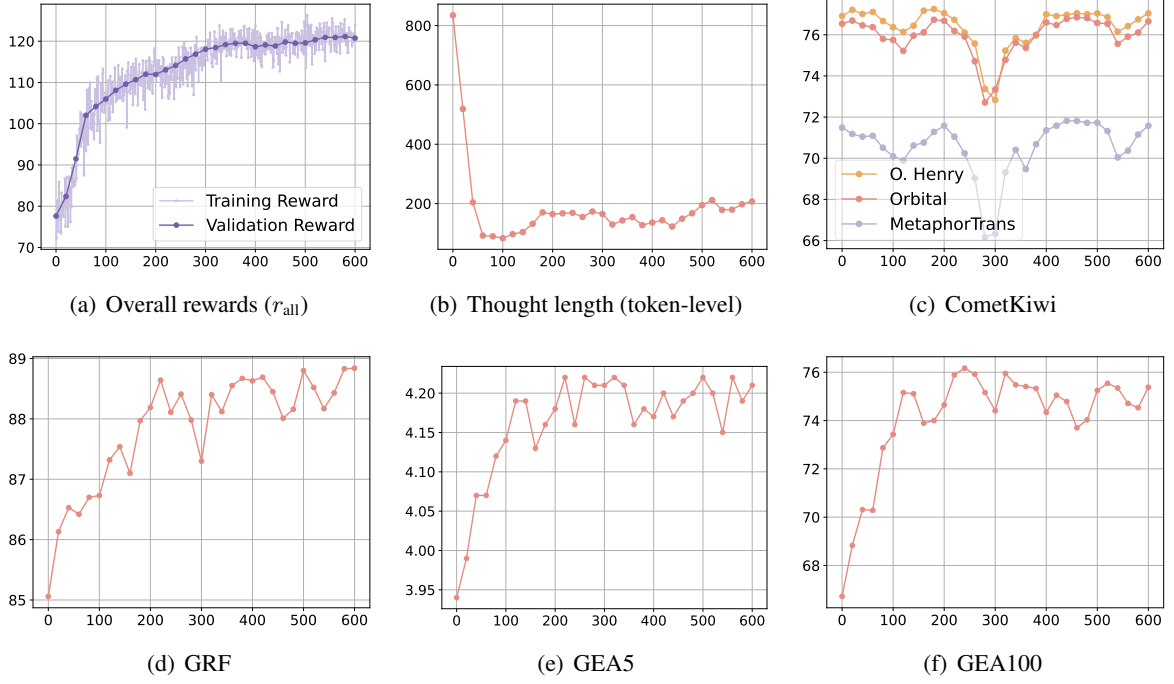 120
110
100
90
80
70
Training Reward
Validation Reward
0 100 200 300 400 500 600
(a) Overall rewards (r_all)
800
600
400
200
0 100 200 300 400 500 600
(b) Thought length (token-level)
76
74
72
70
68
66
O. Henry
Orbital
MetaphorTrans
0 100 200 300 400 500 600
(c) CometKiwi
89
88
87
86
85
0 100 200 300 400 500 600
(d) GRF
4.20
4.15
4.10
4.05
4.00
3.95
0 100 200 300 400 500 600
(e) GEA5
76
74
72
70
68
0 100 200 300 400 500 600
(f) GEA100